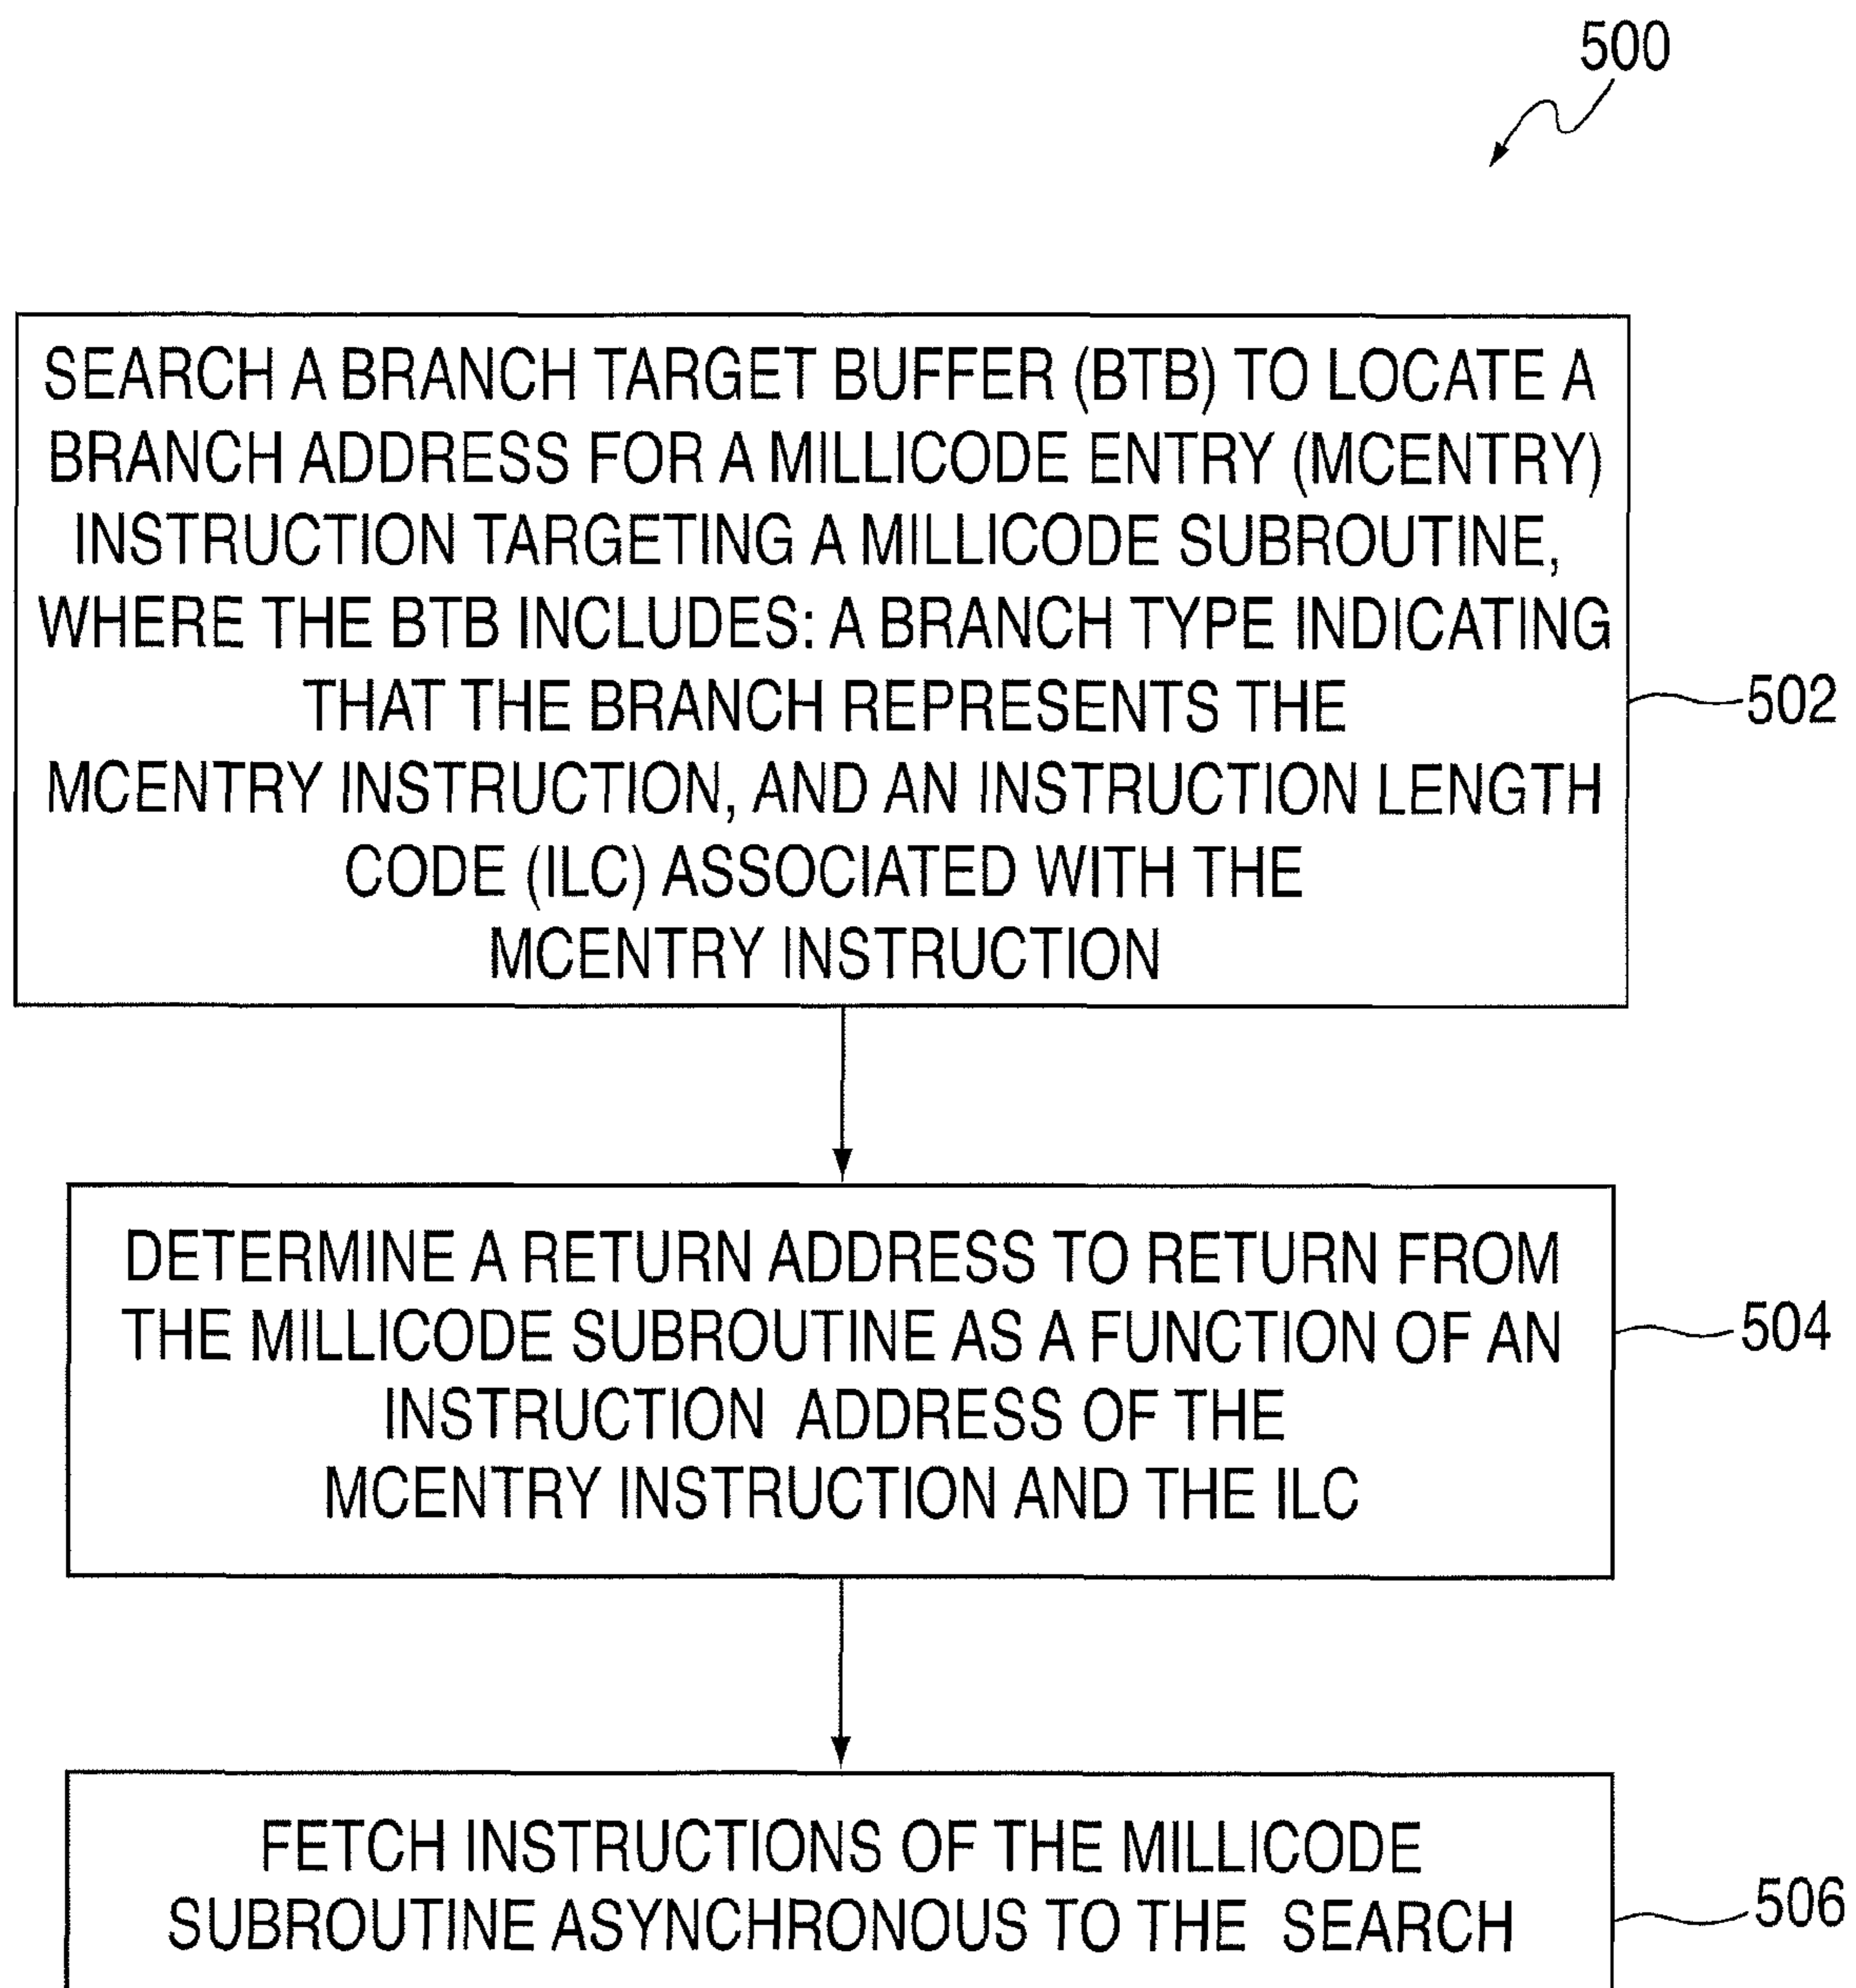 500
SEARCH A BRANCH TARGET BUFFER (BTB) TO LOCATE A
BRANCH ADDRESS FOR A MILLICODE ENTRY (MCENTRY)
INSTRUCTION TARGETING A MILLICODE SUBROUTINE,
WHERE THE BTB INCLUDES: A BRANCH TYPE INDICATING
THAT THE BRANCH REPRESENTS THE
MCENTRY INSTRUCTION, AND AN INSTRUCTION LENGTH
CODE (ILC) ASSOCIATED WITH THE
MCENTRY INSTRUCTION
502
DETERMINE A RETURN ADDRESS TO RETURN FROM
THE MILLICODE SUBROUTINE AS A FUNCTION OF AN
INSTRUCTION ADDRESS OF THE
MCENTRY INSTRUCTION AND THE ILC
504
FETCH INSTRUCTIONS OF THE MILLICODE
SUBROUTINE ASYNCHRONOUS TO THE SEARCH
506